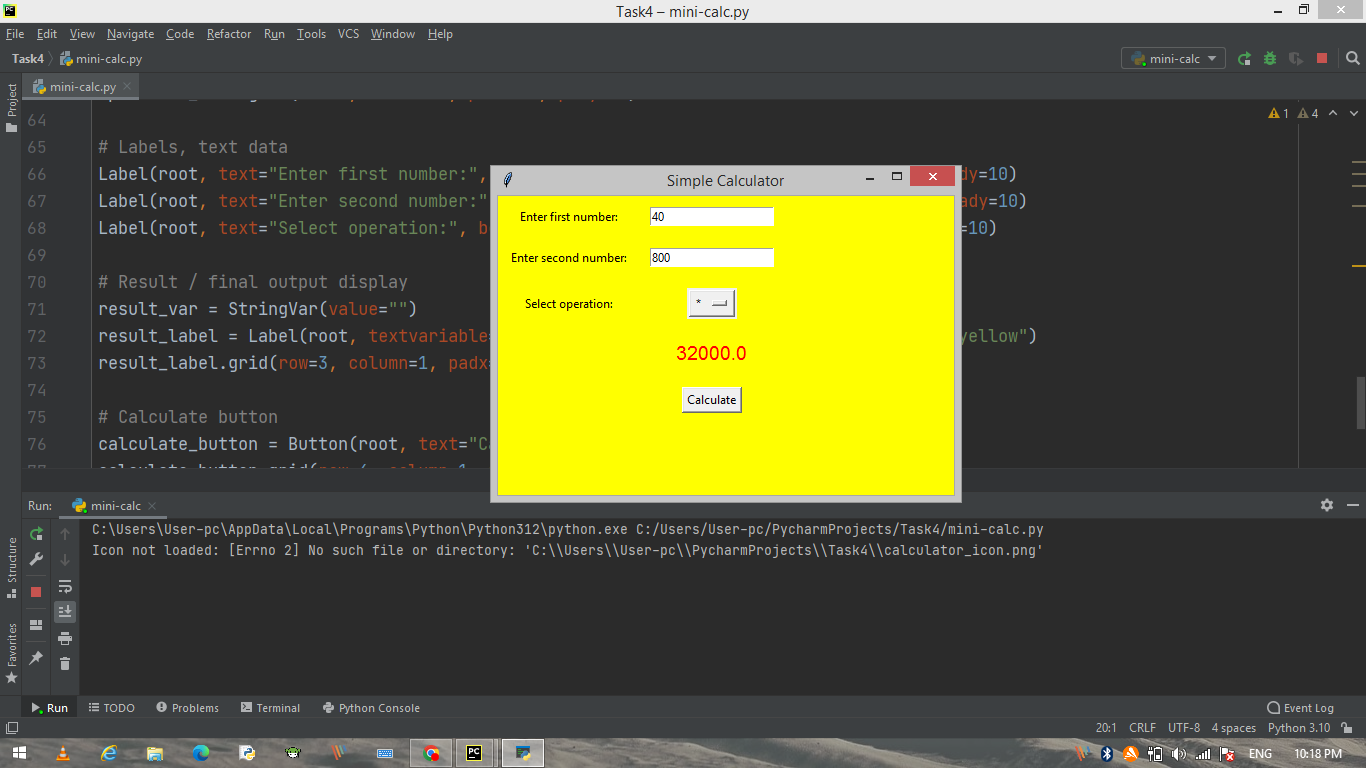 Task4 – mini-calc.py
File Edit View Navigate Code Refactor Run Tools VCS Window Help
Task4 mini-calc.py
mini-calc
mini-calc.py
Project
1 4
64
65 # Labels, text data
66 Label(root, text="Enter first number:", dy=10)
67 Label(root, text="Enter second number:" ady=10)
68 Label(root, text="Select operation:", b =10)
69
70 # Result / final output display
71 result_var = StringVar(value="")
72 result_label = Label(root, textvariable= yellow")
73 result_label.grid(row=3, column=1, padx
74
75 # Calculate button
76 calculate_button = Button(root, text="C
Simple Calculator
Enter first number: 40
Enter second number: 800
Select operation: *
32000.0
Calculate
Run: mini-calc
C:\Users\User-pc\AppData\Local\Programs\Python\Python312\python.exe C:/Users/User-pc/PycharmProjects/Task4/mini-calc.py
Icon not loaded: [Errno 2] No such file or directory: 'C:\\Users\\User-pc\\PycharmProjects\\Task4\\calculator_icon.png'
Structure
Favorites
Run TODO Problems Terminal Python Console Event Log
20:1 CRLF UTF-8 4 spaces Python 3.10
ENG 10:18 PM